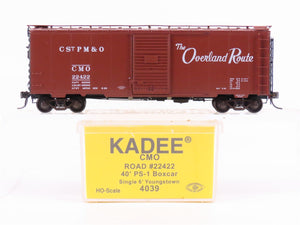 CSTPM&O
CMO
22422
The
Overland Route
KADEE®
CMO
ROAD #22422
40' PS-1 Boxcar
Single 6' Youngstown
HO-Scale
4039